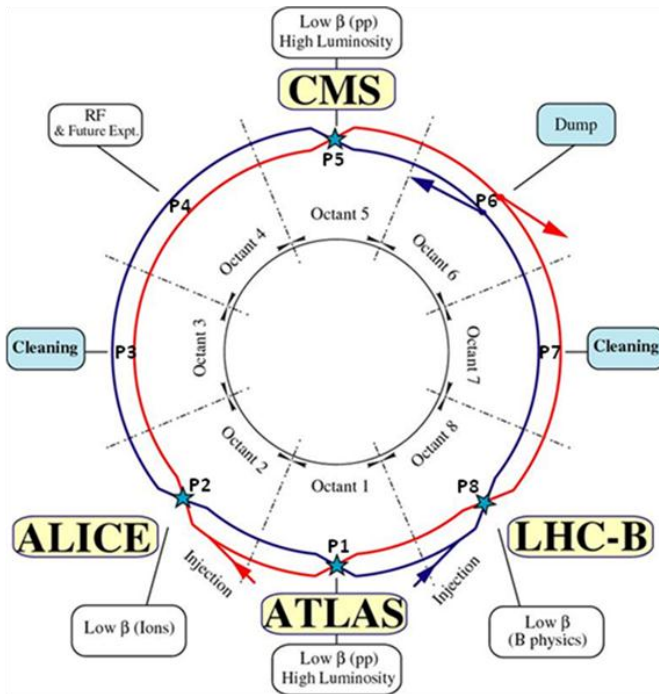 Low β (pp)
High Luminosity
CMS
RF
& Future Expt.
Dump
P5
P4
P6
Octant 5
Octant 4
Octant 6
Cleaning
P3
Octant 3
Octant 7
P7
Cleaning
Octant 2
Octant 8
P2
Octant 1
P8
ALICE
LHC-B
Injection
P1
Injection
ATLAS
Low β (Ions)
Low β
(B physics)
Low β (pp)
High Luminosity